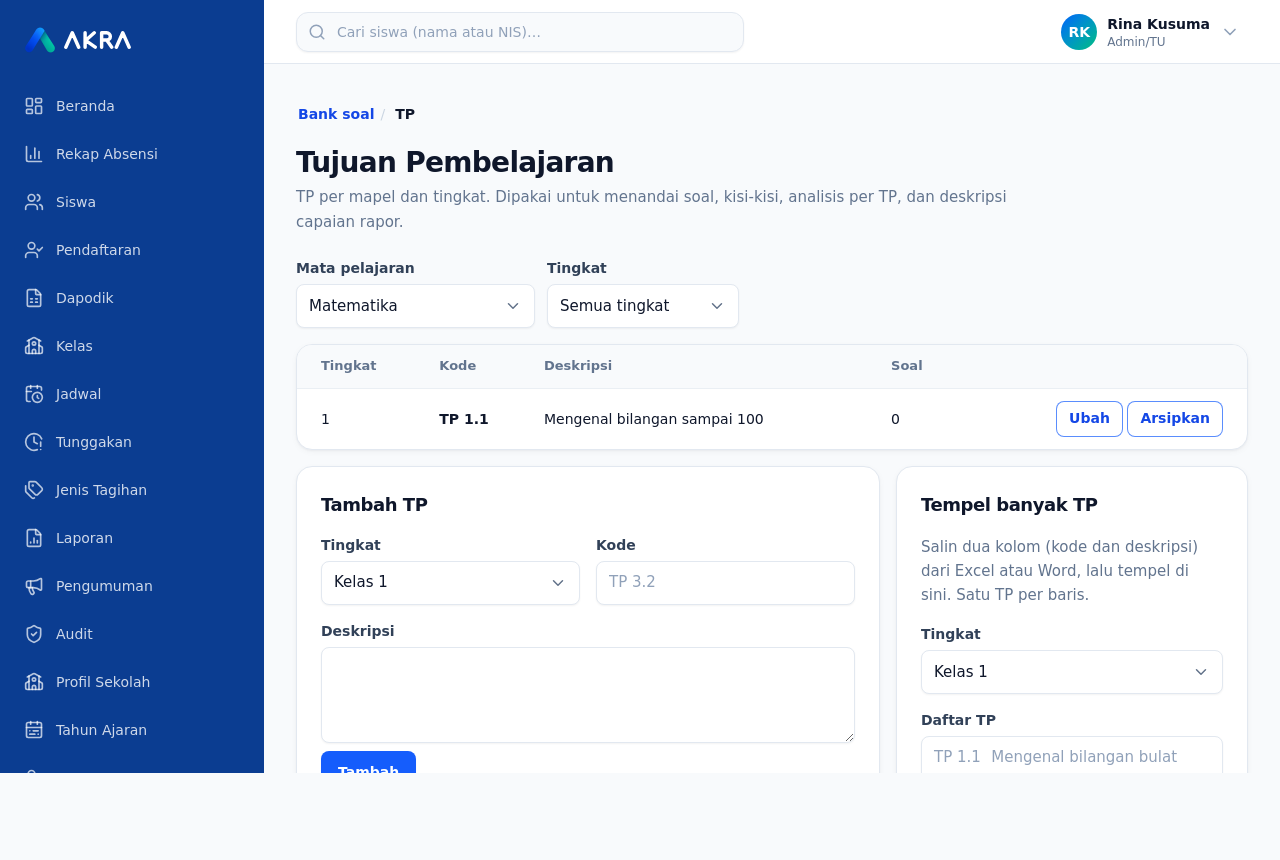 AKRA
Cari siswa (nama atau NIS)...
RK
Rina Kusuma
Admin/TU
Beranda
Rekap Absensi
Siswa
Pendaftaran
Dapodik
Kelas
Jadwal
Tunggakan
Jenis Tagihan
Laporan
Pengumuman
Audit
Profil Sekolah
Tahun Ajaran
Bank soal / TP
Tujuan Pembelajaran
TP per mapel dan tingkat. Dipakai untuk menandai soal, kisi-kisi, analisis per TP, dan deskripsi
capaian rapor.
Mata pelajaran Tingkat
Matematika Semua tingkat
Tingkat Kode Deskripsi Soal
1 TP 1.1 Mengenal bilangan sampai 100 0 Ubah Arsipkan
Tambah TP
Tingkat Kode
Kelas 1 TP 3.2
Deskripsi
Tambah
Tempel banyak TP
Salin dua kolom (kode dan deskripsi)
dari Excel atau Word, lalu tempel di
sini. Satu TP per baris.
Tingkat
Kelas 1
Daftar TP
TP 1.1 Mengenal bilangan bulat